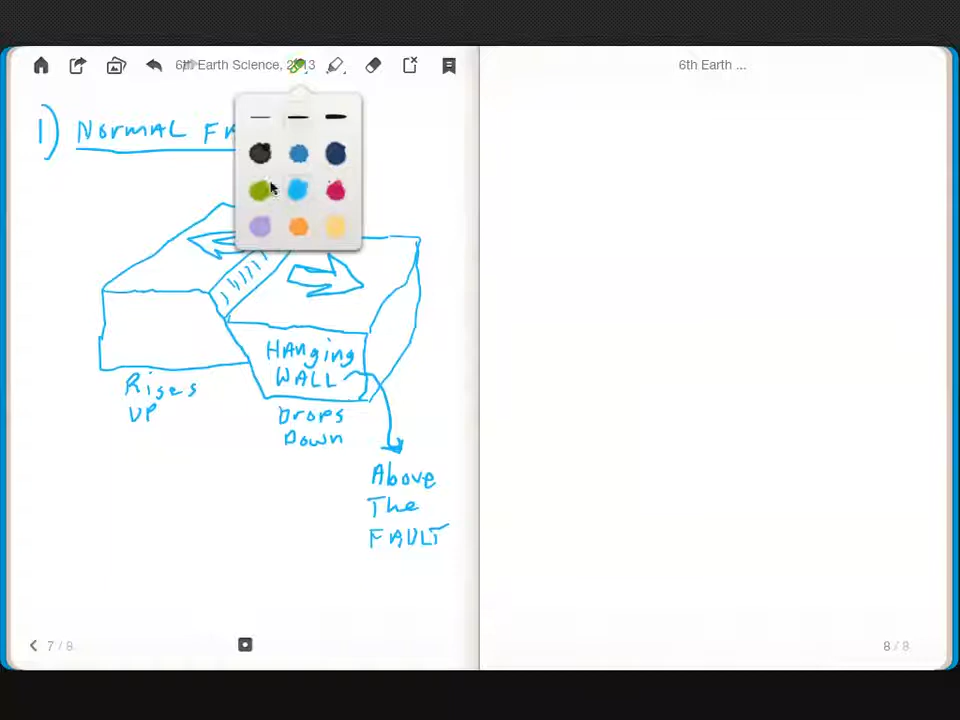 6th Earth Science, 2013
6th Earth ...
1) NORMAL FA
HAnging
WALL
Rises
UP
Drops
Down
Above
The
FAULT
7 / 8
8 / 8